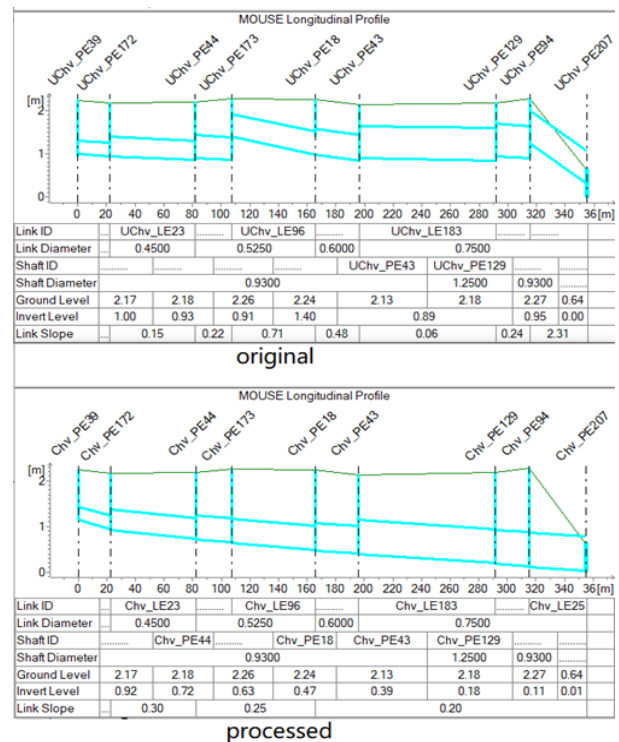 MOUSE Longitudinal Profile
UChv_PE39 UChv_PE172 UChv_PE44 UChv_PE173 UChv_PE18 UChv_PE43 UChv_PE129 UChv_PE94 UChv_PE207
[m]
2
1
0
0 20 40 60 80 100 120 140 160 180 200 220 240 260 280 300 320 340 36[m]
Link ID ... UChv_LE23 .......... UChv_LE96 .......... UChv_LE183 .......... ..........
Link Diameter ... 0.4500 0.5250 0.6000 0.7500
Shaft ID .......... .......... .......... .......... UChv_PE43 UChv_PE129 .......... ..........
Shaft Diameter 0.9300 1.2500 0.9300 ..........
Ground Level 2.17 2.18 2.26 2.24 2.13 2.18 2.27 0.64
Invert Level 1.00 0.93 0.91 1.40 0.89 0.95 0.00
Link Slope ... 0.15 0.22 0.71 0.48 0.06 0.24 2.31
original
MOUSE Longitudinal Profile
Chv_PE39 Chv_PE172 Chv_PE44 Chv_PE173 Chv_PE18 Chv_PE43 Chv_PE129 Chv_PE94 Chv_PE207
[m]
2
1
0
0 20 40 60 80 100 120 140 160 180 200 220 240 260 280 300 320 340 36[m]
Link ID ... Chv_LE23 .......... Chv_LE96 .......... Chv_LE183 .......... Chv_LE25
Link Diameter ... 0.4500 0.5250 0.6000 0.7500
Shaft ID .......... Chv_PE44 .......... Chv_PE18 Chv_PE43 Chv_PE129 .......... ..........
Shaft Diameter 0.9300 1.2500 0.9300 ..........
Ground Level 2.17 2.18 2.26 2.24 2.13 2.18 2.27 0.64
Invert Level 0.92 0.72 0.63 0.47 0.39 0.18 0.11 0.01
Link Slope ... 0.30 0.25 0.20
processed